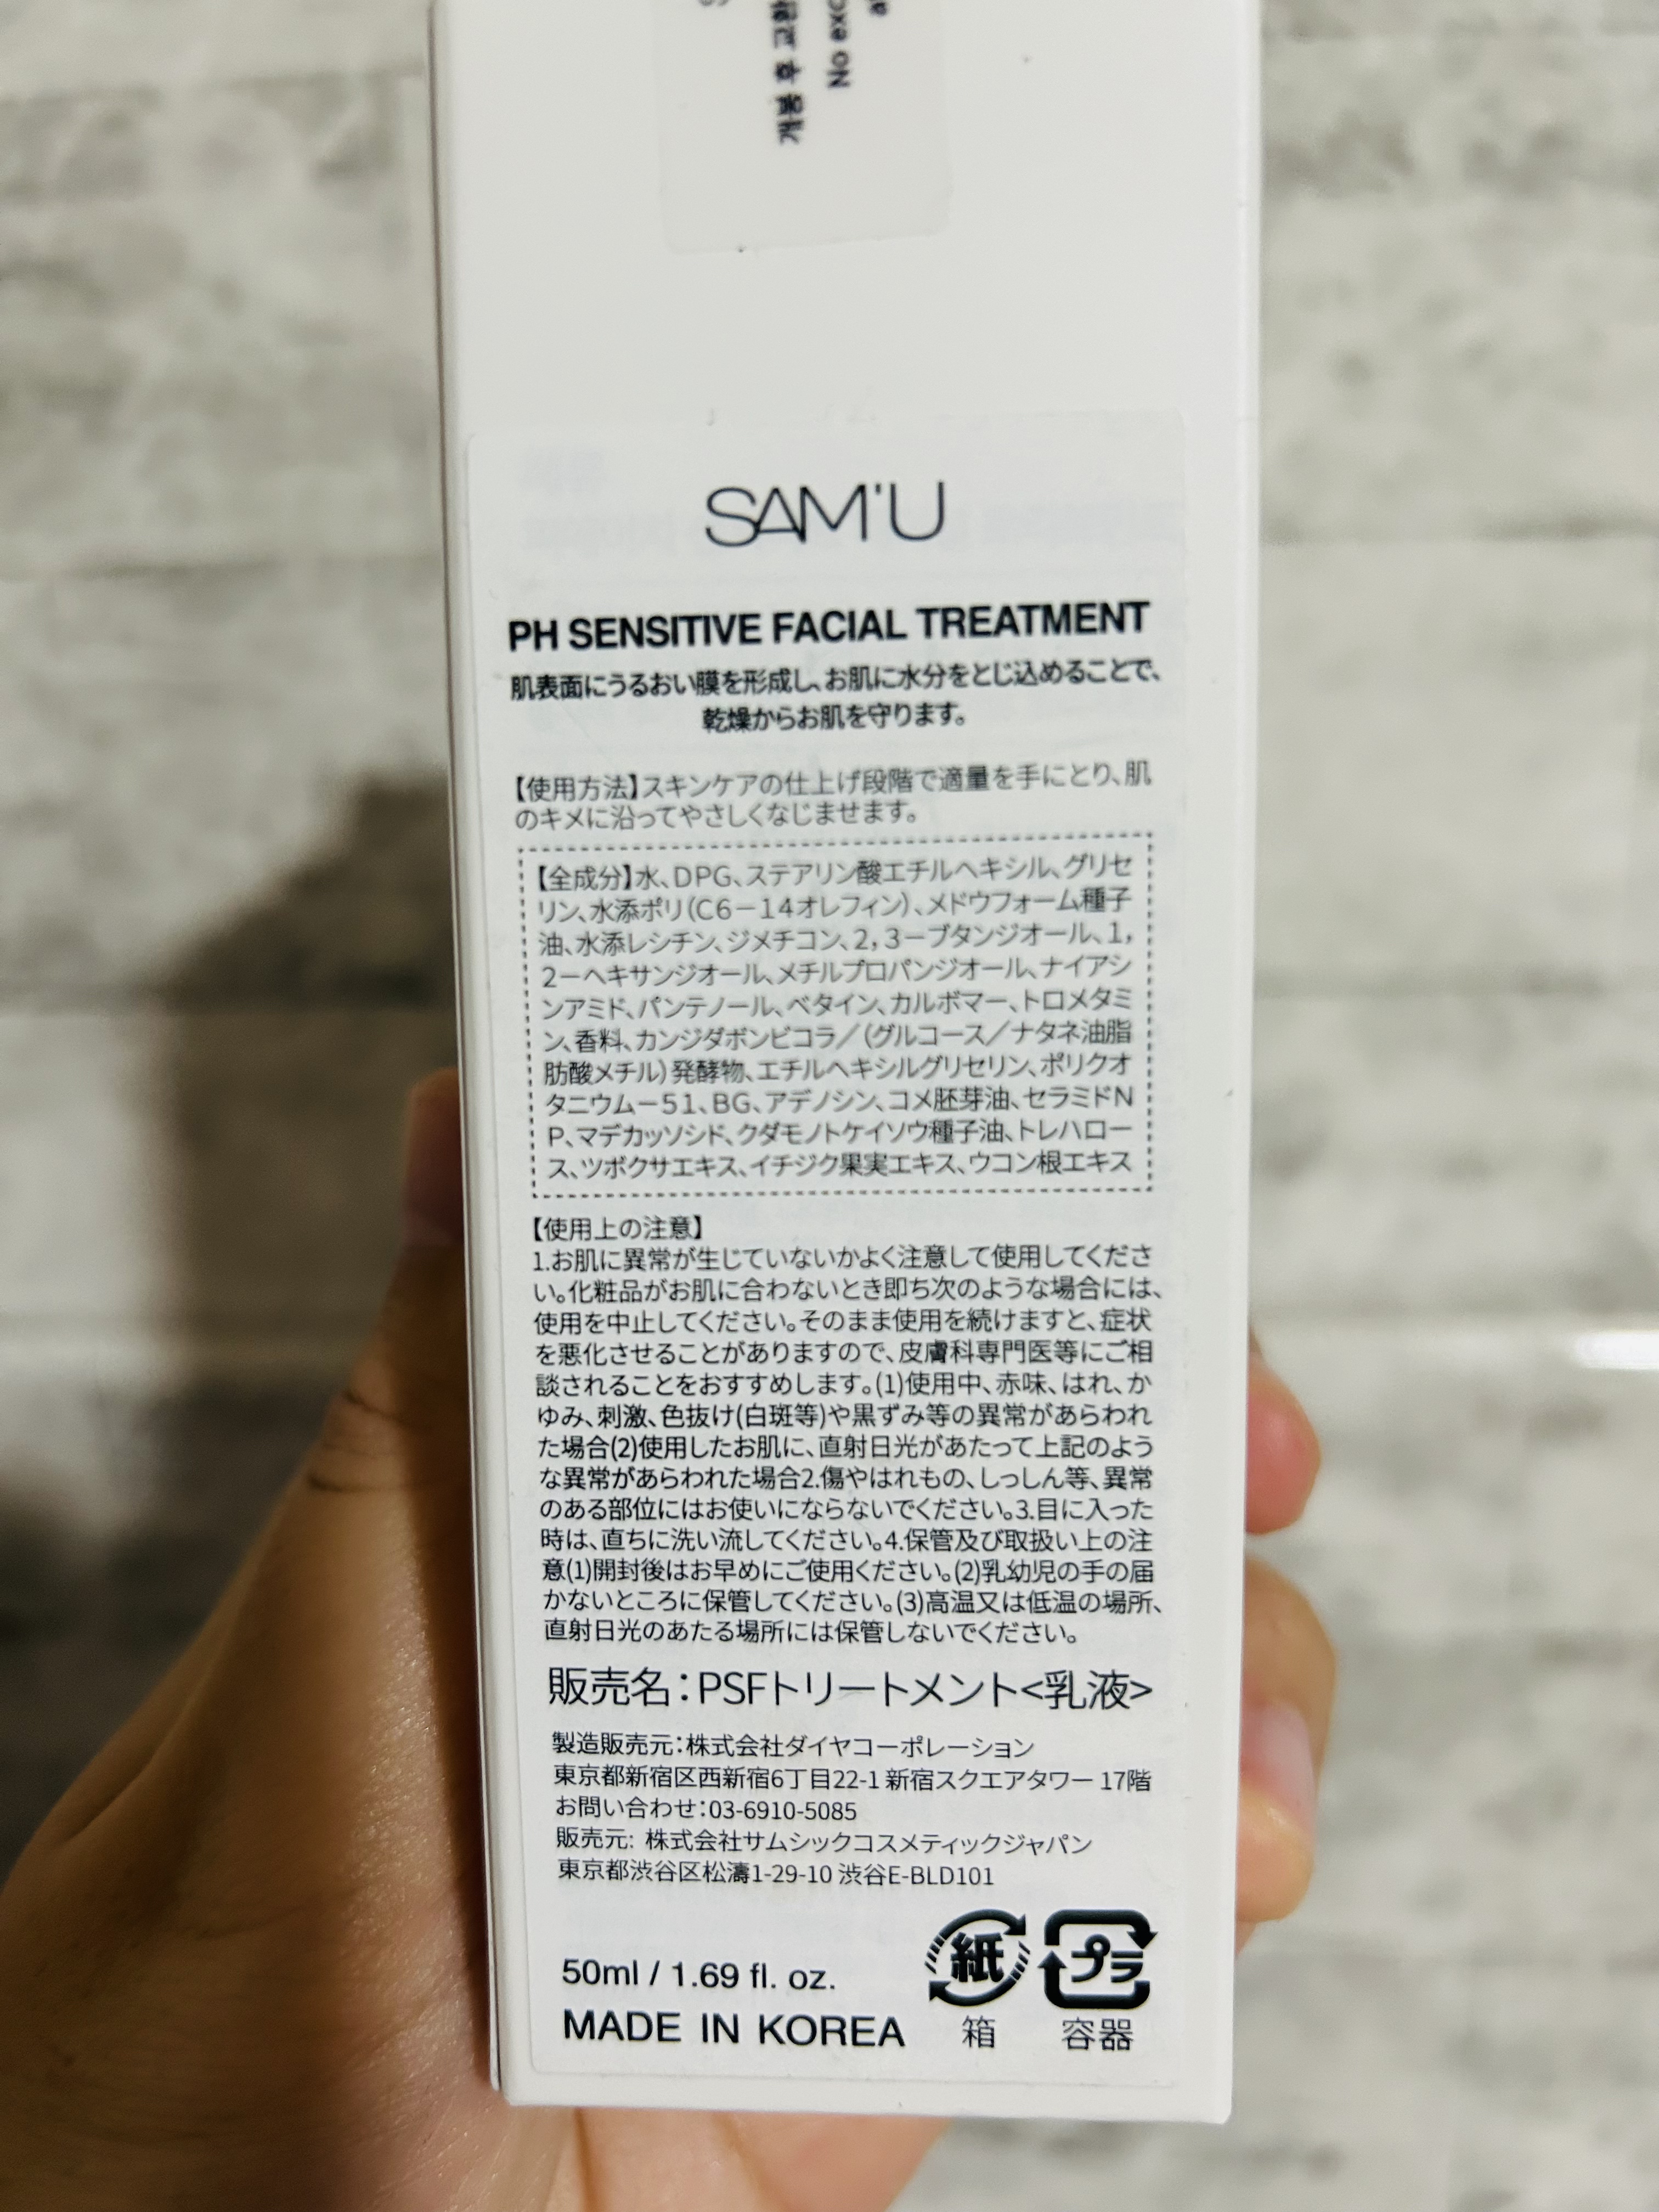 개봉 후 교환
No exc
SAM'U
PH SENSITIVE FACIAL TREATMENT
肌表面にうるおい膜を形成し、お肌に水分をとじ込めることで、
乾燥からお肌を守ります。
【使用方法】スキンケアの仕上げ段階で適量を手にとり、肌
のキメに沿ってやさしくなじませます。
【全成分】水、DPG、ステアリン酸エチルヘキシル、グリセ
リン、水添ポリ(C6－14オレフィン)、メドウフォーム種子
油、水添レシチン、ジメチコン、2，3－ブタンジオール、1，
2－ヘキサンジオール、メチルプロパンジオール、ナイアシ
ンアミド、パンテノール、ベタイン、カルボマー、トロメタミ
ン、香料、カンジダボンビコラ／(グルコース／ナタネ油脂
肪酸メチル)発酵物、エチルヘキシルグリセリン、ポリクオ
タニウム－51、BG、アデノシン、コメ胚芽油、セラミドN
P、マデカッソシド、クダモノトケイソウ種子油、トレハロー
ス、ツボクサエキス、イチジク果実エキス、ウコン根エキス
【使用上の注意】
1.お肌に異常が生じていないかよく注意して使用してくださ
い。化粧品がお肌に合わないとき即ち次のような場合には、
使用を中止してください。そのまま使用を続けますと、症状
を悪化させることがありますので、皮膚科専門医等にご相
談されることをおすすめします。(1)使用中、赤味、はれ、か
ゆみ、刺激、色抜け(白斑等)や黒ずみ等の異常があらわれ
た場合(2)使用したお肌に、直射日光があたって上記のよう
な異常があらわれた場合2.傷やはれもの、しっしん等、異常
のある部位にはお使いにならないでください。3.目に入った
時は、直ちに洗い流してください。4.保管及び取扱い上の注
意(1)開封後はお早めにご使用ください。(2)乳幼児の手の届
かないところに保管してください。(3)高温又は低温の場所、
直射日光のあたる場所には保管しないでください。
販売名：PSFトリートメント<乳液>
製造販売元：株式会社ダイヤコーポレーション
東京都新宿区西新宿6丁目22-1 新宿スクエアタワー 17階
お問い合わせ：03-6910-5085
販売元: 株式会社サムシックコスメティックジャパン
東京都渋谷区松濤1-29-10 渋谷E-BLD101
50ml / 1.69 fl. oz.
MADE IN KOREA
紙 プラ
箱 容器